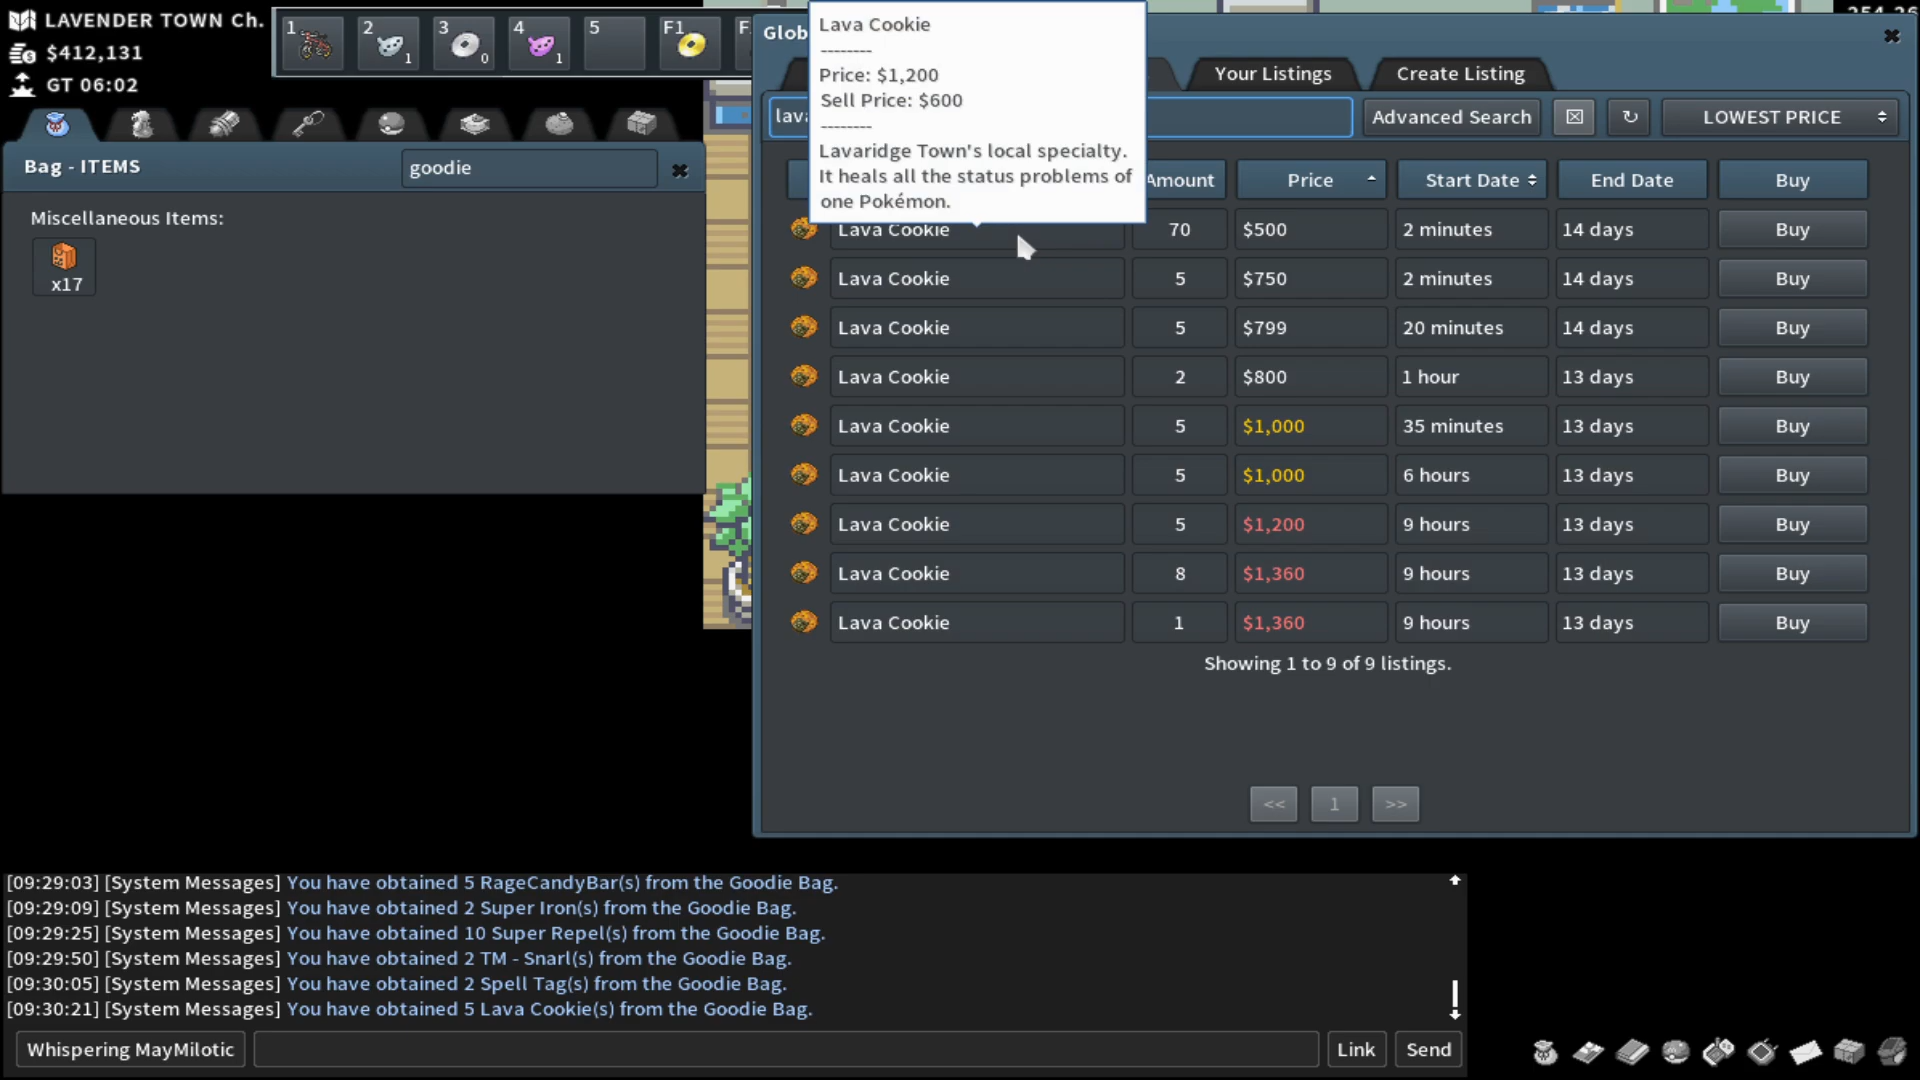 LAVENDER TOWN Ch.
$412,131
GT 06:02
1
2
1
3
0
4
1
5
F1
F
Bag - ITEMS
goodie
Miscellaneous Items:
x17
Glob
Your Listings
Create Listing
lava
Advanced Search
LOWEST PRICE
Lava Cookie
--------
Price: $1,200
Sell Price: $600
--------
Lavaridge Town's local specialty.
It heals all the status problems of
one Pokémon.
Amount Price Start Date End Date Buy
Lava Cookie 70 $500 2 minutes 14 days Buy
Lava Cookie 5 $750 2 minutes 14 days Buy
Lava Cookie 5 $799 20 minutes 14 days Buy
Lava Cookie 2 $800 1 hour 13 days Buy
Lava Cookie 5 $1,000 35 minutes 13 days Buy
Lava Cookie 5 $1,000 6 hours 13 days Buy
Lava Cookie 5 $1,200 9 hours 13 days Buy
Lava Cookie 8 $1,360 9 hours 13 days Buy
Lava Cookie 1 $1,360 9 hours 13 days Buy
Showing 1 to 9 of 9 listings.
<< 1 >>
[09:29:03] [System Messages] You have obtained 5 RageCandyBar(s) from the Goodie Bag.
[09:29:09] [System Messages] You have obtained 2 Super Iron(s) from the Goodie Bag.
[09:29:25] [System Messages] You have obtained 10 Super Repel(s) from the Goodie Bag.
[09:29:50] [System Messages] You have obtained 2 TM - Snarl(s) from the Goodie Bag.
[09:30:05] [System Messages] You have obtained 2 Spell Tag(s) from the Goodie Bag.
[09:30:21] [System Messages] You have obtained 5 Lava Cookie(s) from the Goodie Bag.
Whispering MayMilotic
Link
Send